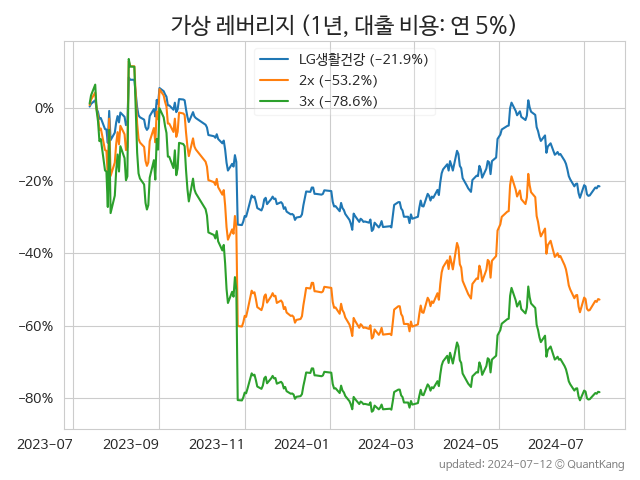 가상 레버리지 (1년, 대출 비용: 연 5%)
LG생활건강 (−21.9%)
2x (−53.2%)
3x (−78.6%)
0%
−20%
−40%
−60%
−80%
2023-07 2023-09 2023-11 2024-01 2024-03 2024-05 2024-07
updated: 2024-07-12 © QuantKang